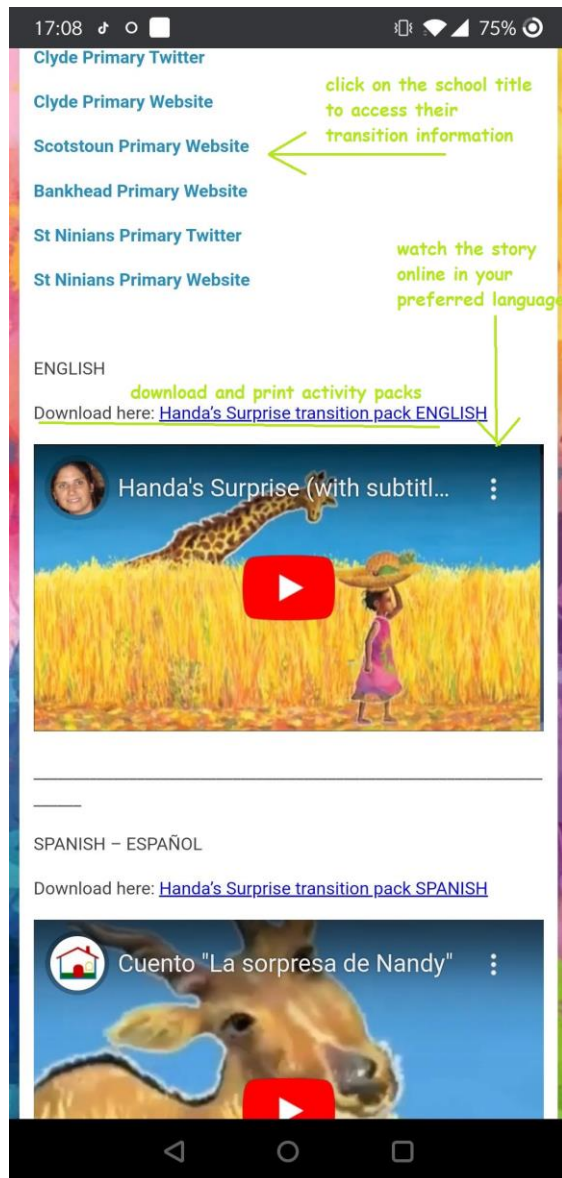 17:08
75%
Clyde Primary Twitter
click on the school title
Clyde Primary Website
to access their
transition information
Scotstoun Primary Website
Bankhead Primary Website
St Ninians Primary Twitter
watch the story
online in your
St Ninians Primary Website
preferred language
ENGLISH
download and print activity packs
Download here: Handa's Surprise transition pack ENGLISH
Handa's Surprise (with subtitl...
SPANISH – ESPAÑOL
Download here: Handa's Surprise transition pack SPANISH
Cuento "La sorpresa de Nandy"